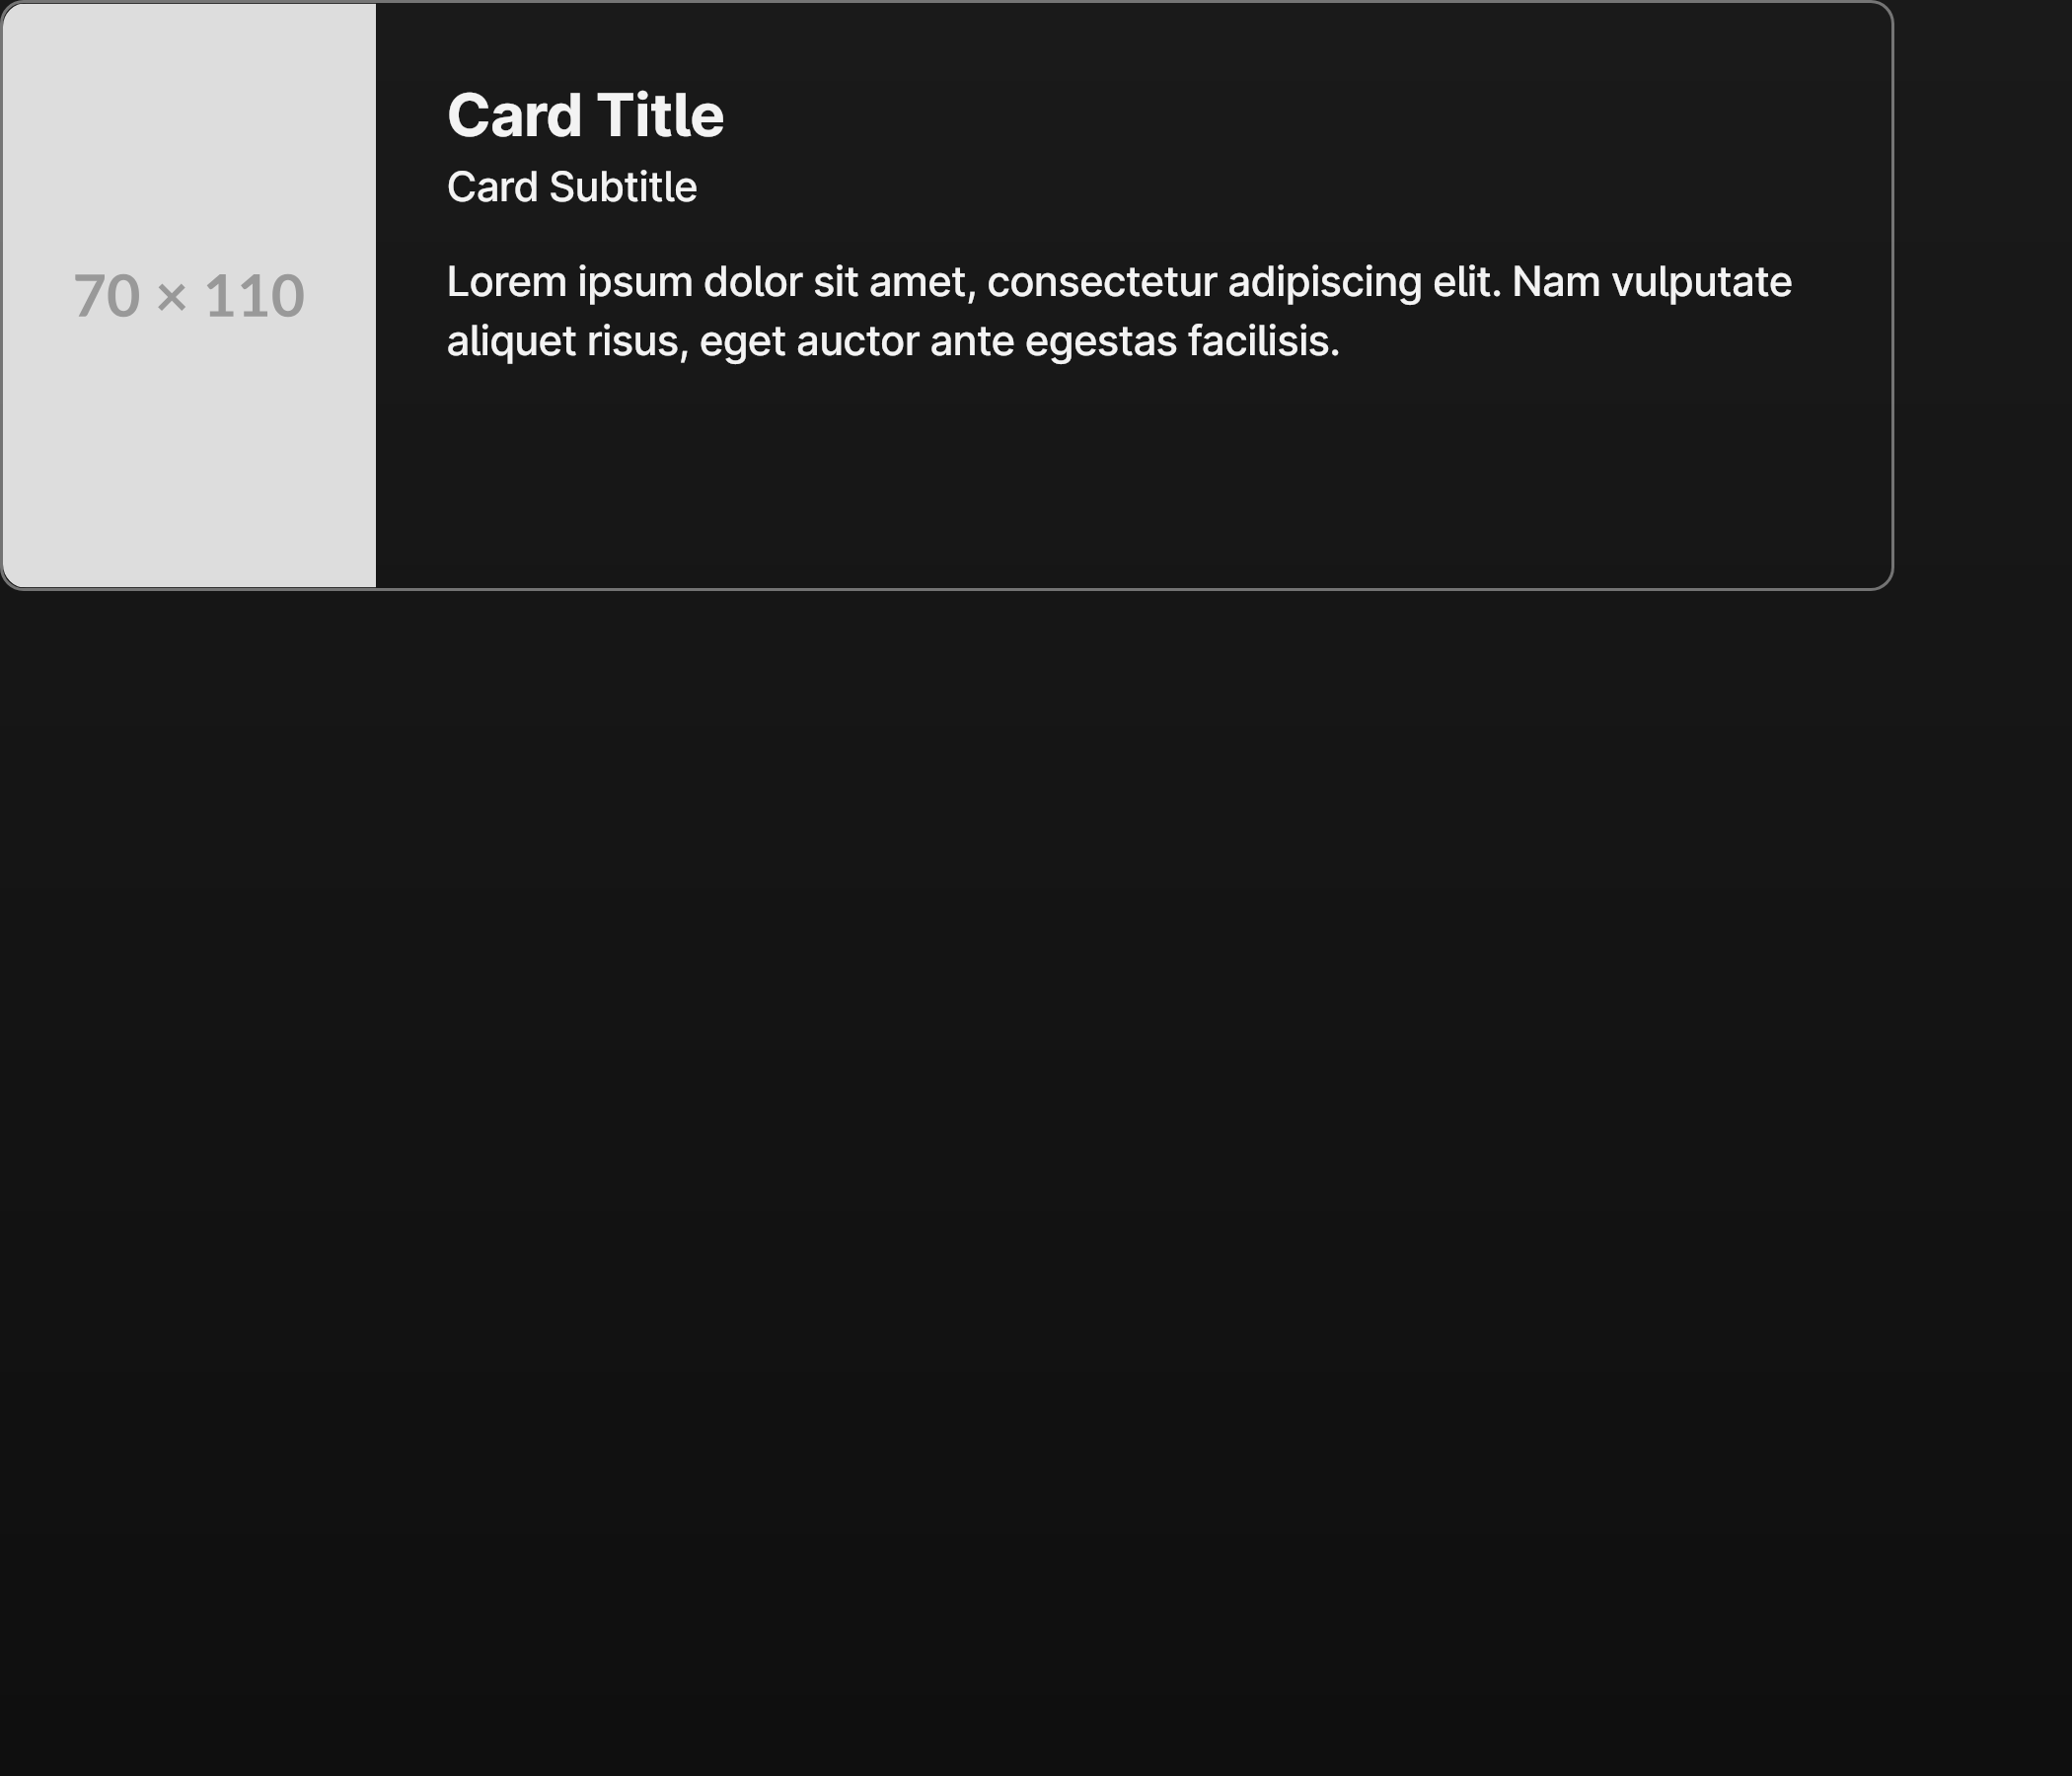 70 × 110
Card Title
Card Subtitle
Lorem ipsum dolor sit amet, consectetur adipiscing elit. Nam vulputate
aliquet risus, eget auctor ante egestas facilisis.